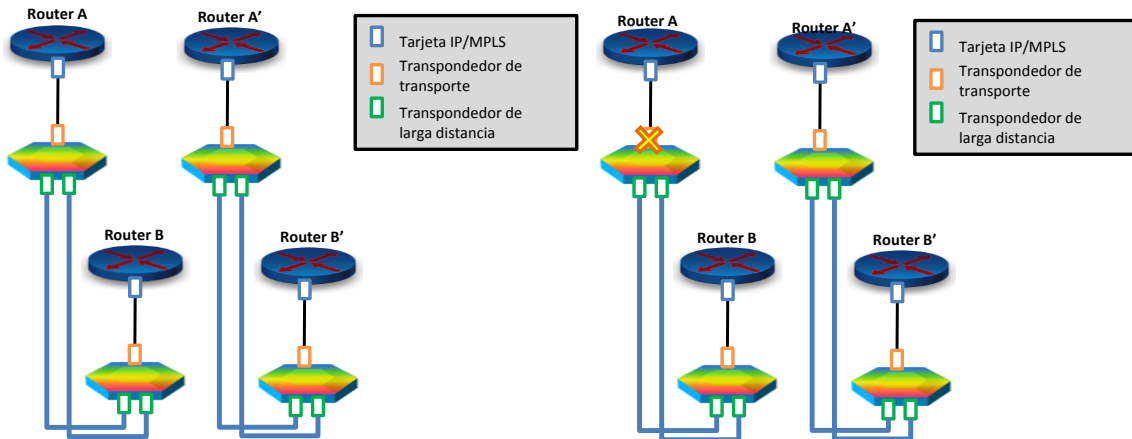 Router A
Router A’
Tarjeta IP/MPLS
Transpondedor de
transporte
Transpondedor de
larga distancia
Router B
Router B’
Router A
Router A’
Tarjeta IP/MPLS
Transpondedor de
transporte
Transpondedor de
larga distancia
Router B
Router B’